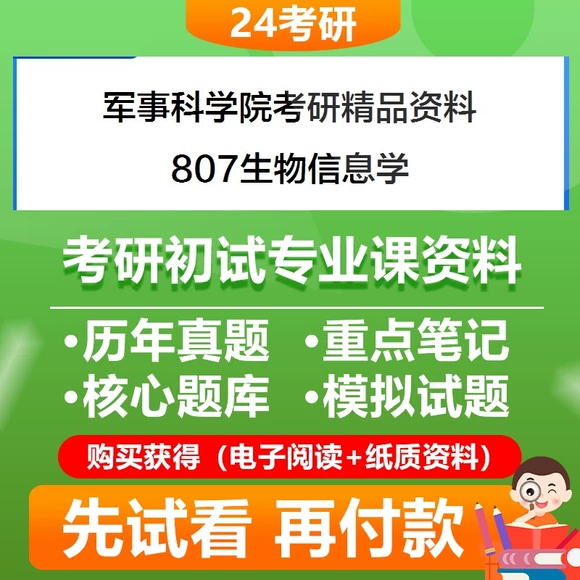 24考研
军事科学院考研精品资料
807生物信息学
考研初试专业课资料
•历年真题 •重点笔记
•核心题库 •模拟试题
购买获得（电子阅读+纸质资料）
先试看 再付款